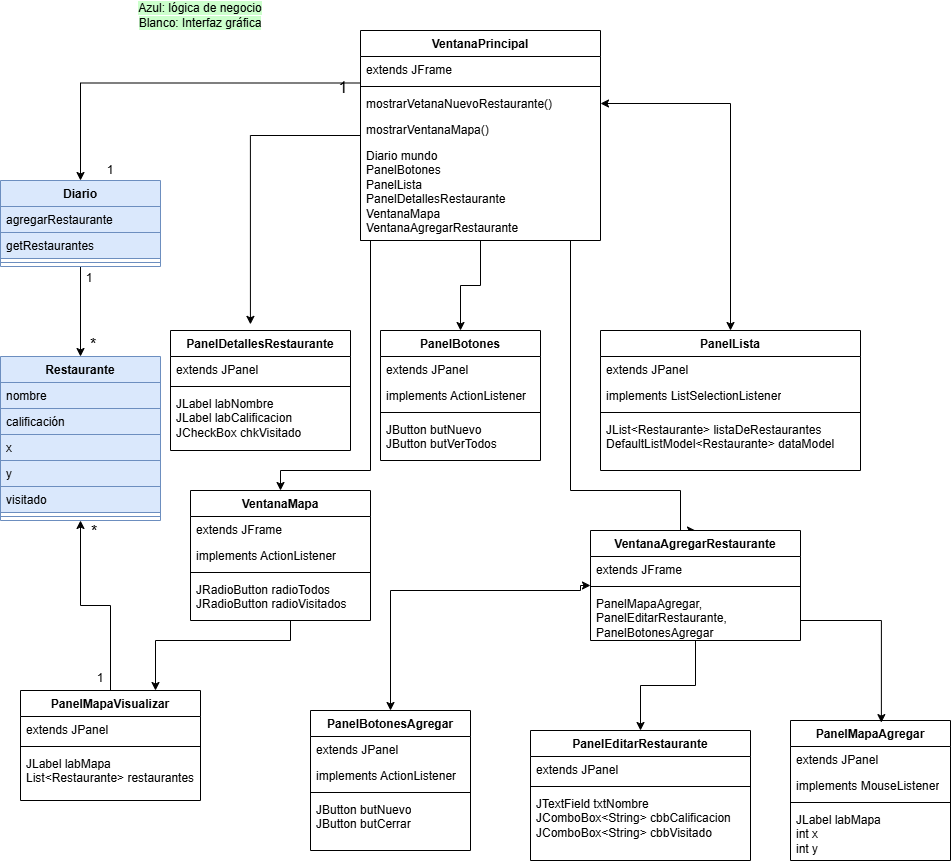 Azul: lógica de negocio
Blanco: Interfaz gráfica
VentanaPrincipal
extends JFrame
mostrarVetanaNuevoRestaurante()
mostrarVentanaMapa()
Diario mundo
PanelBotones
PanelLista
PanelDetallesRestaurante
VentanaMapa
VentanaAgregarRestaurante
1
1
Diario
agregarRestaurante
getRestaurantes
1
*
Restaurante
nombre
calificación
x
y
visitado
*
1
PanelDetallesRestaurante
extends JPanel
JLabel labNombre
JLabel labCalificacion
JCheckBox chkVisitado
PanelBotones
extends JPanel
implements ActionListener
JButton butNuevo
JButton butVerTodos
PanelLista
extends JPanel
implements ListSelectionListener
JList<Restaurante> listaDeRestaurantes
DefaultListModel<Restaurante> dataModel
VentanaMapa
extends JFrame
implements ActionListener
JRadioButton radioTodos
JRadioButton radioVisitados
VentanaAgregarRestaurante
extends JFrame
PanelMapaAgregar,
PanelEditarRestaurante,
PanelBotonesAgregar
PanelMapaVisualizar
extends JPanel
JLabel labMapa
List<Restaurante> restaurantes
PanelBotonesAgregar
extends JPanel
implements ActionListener
JButton butNuevo
JButton butCerrar
PanelEditarRestaurante
extends JPanel
JTextField txtNombre
JComboBox<String> cbbCalificacion
JComboBox<String> cbbVisitado
PanelMapaAgregar
extends JPanel
implements MouseListener
JLabel labMapa
int x
int y